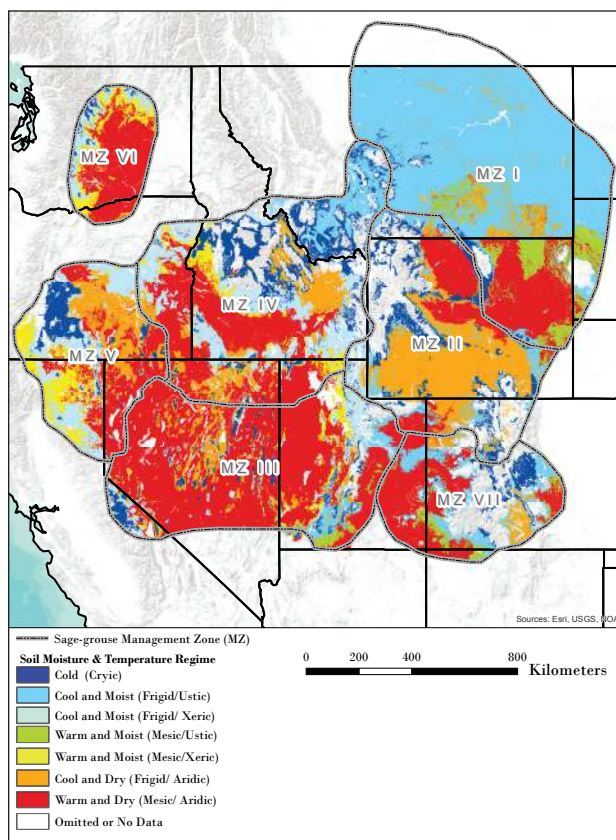 MZ I
MZ VI
MZ IV
MZ II
MZ V
MZ III
MZ VII
Sources: Esri, USGS, NOA
Sage-grouse Management Zone (MZ)
Soil Moisture & Temperature Regime
Cold (Cryic)
Cool and Moist (Frigid/Ustic)
Cool and Moist (Frigid/ Xeric)
Warm and Moist (Mesic/Ustic)
Warm and Moist (Mesic/Xeric)
Cool and Dry (Frigid/ Aridic)
Warm and Dry (Mesic/ Aridic)
Omitted or No Data
0 200 400 800
Kilometers